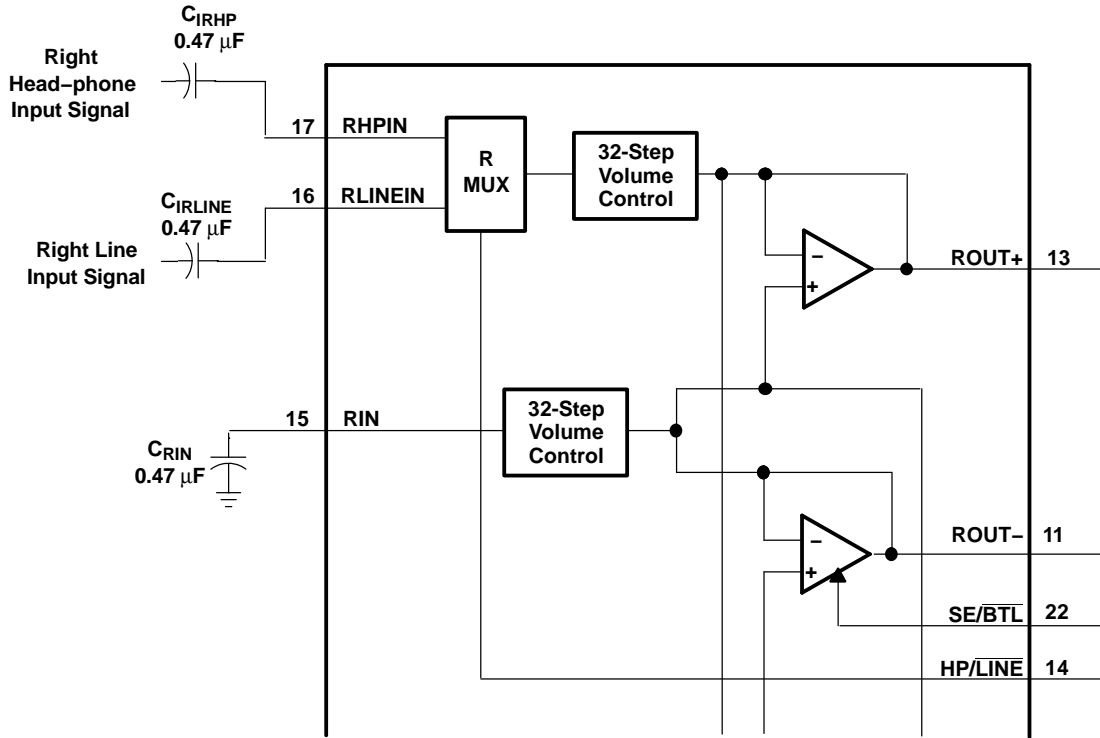 C_IRHP
0.47 μF
Right
Head−phone
Input Signal
17
RHPIN
R
MUX
32-Step
Volume
Control
C_IRLINE
0.47 μF
16
RLINEIN
Right Line
Input Signal
−
+
ROUT+
13
C_RIN
0.47 μF
15
RIN
32-Step
Volume
Control
−
+
ROUT−
11
SE/B̅T̅L̅
22
HP/L̅I̅N̅E̅
14